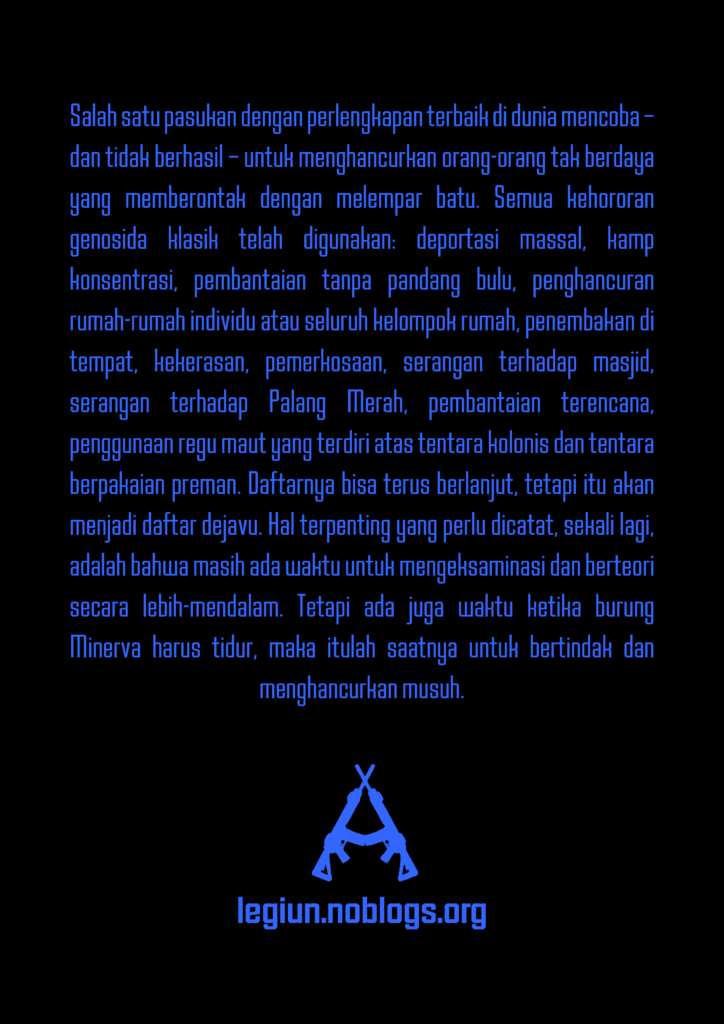 Salah satu pasukan dengan perlengkapan terbaik di dunia mencoba –
dan tidak berhasil – untuk menghancurkan orang-orang tak berdaya
yang memberontak dengan melempar batu. Semua kehororan
genosida klasik telah digunakan: deportasi massal, kamp
konsentrasi, pembantaian tanpa pandang bulu, penghancuran
rumah-rumah individu atau seluruh kelompok rumah, penembakan di
tempat, kekerasan, pemerkosaan, serangan terhadap masjid,
serangan terhadap Palang Merah, pembantaian terencana,
penggunaan regu maut yang terdiri atas tentara kolonis dan tentara
berpakaian preman. Daftarnya bisa terus berlanjut, tetapi itu akan
menjadi daftar dejavu. Hal terpenting yang perlu dicatat, sekali lagi,
adalah bahwa masih ada waktu untuk mengeksaminasi dan berteori
secara lebih-mendalam. Tetapi ada juga waktu ketika burung
Minerva harus tidur, maka itulah saatnya untuk bertindak dan
menghancurkan musuh.
legiun.noblogs.org